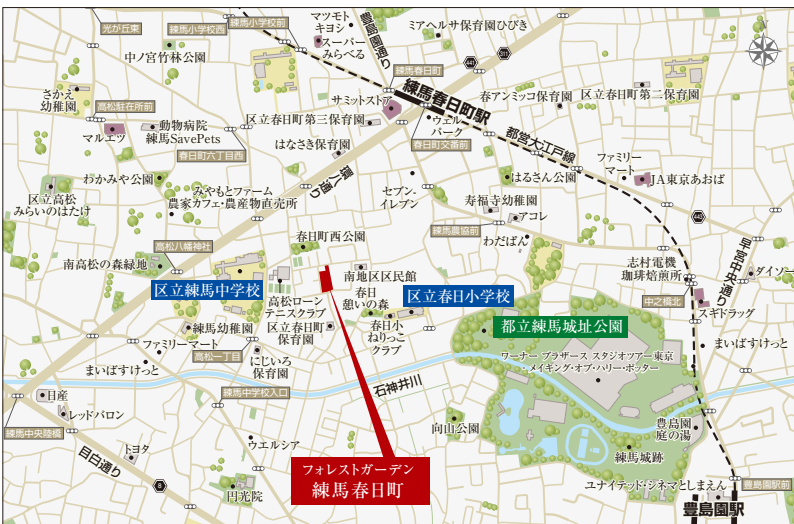 光が丘東
練馬小学校西
練馬小学校前
マツモト
キヨシ
スーパー
みらべる
豊島園通り
ミアヘルサ保育園ひびき
N
中ノ宮竹林公園
練馬春日町
441
さかえ
幼稚園
高松駐在所前
サミットストア
練馬春日町駅
春アンミッコ保育園
区立春日町第二保育園
マルエツ
動物病院
練馬SavePets
区立春日町第三保育園
ウェル
パーク
都営大江戸線
はなさき保育園
春日町交番前
春日町六丁目西
ファミリー
マート
JA東京あおば
わかみや公園
環八通り
セブン-
イレブン
はるさん公園
区立高松
みらいのはたけ
みやもとファーム
農家カフェ・農産物直売所
寿福寺幼稚園
アコレ
443
早宮中央通り
練馬農協前
わだぱん
高松八幡神社
春日町西公園
南高松の森緑地
志村電機
珈琲焙煎所
ダイソー
区立練馬中学校
南地区区民館
区立春日小学校
中之橋北
高松ローン
テニスクラブ
春日
憩いの森
スギドラッグ
練馬幼稚園
区立春日町
保育園
春日小
ねりっこ
クラブ
都立練馬城址公園
ファミリーマート
高松一丁目
にじいろ
保育園
ワーナー ブラザース スタジオツアー東京
‐メイキング・オブ・ハリー・ポッター
まいばすけっと
まいばすけっと
石神井川
練馬中学校入口
日産
レッドバロン
向山公園
豊島園
庭の湯
練馬中央陸橋
目白通り
トヨタ
ウエルシア
練馬城跡
8
フォレストガーデン
練馬春日町
円光院
ユナイテッド・シネマとしまえん
豊島園駅前
豊島園駅